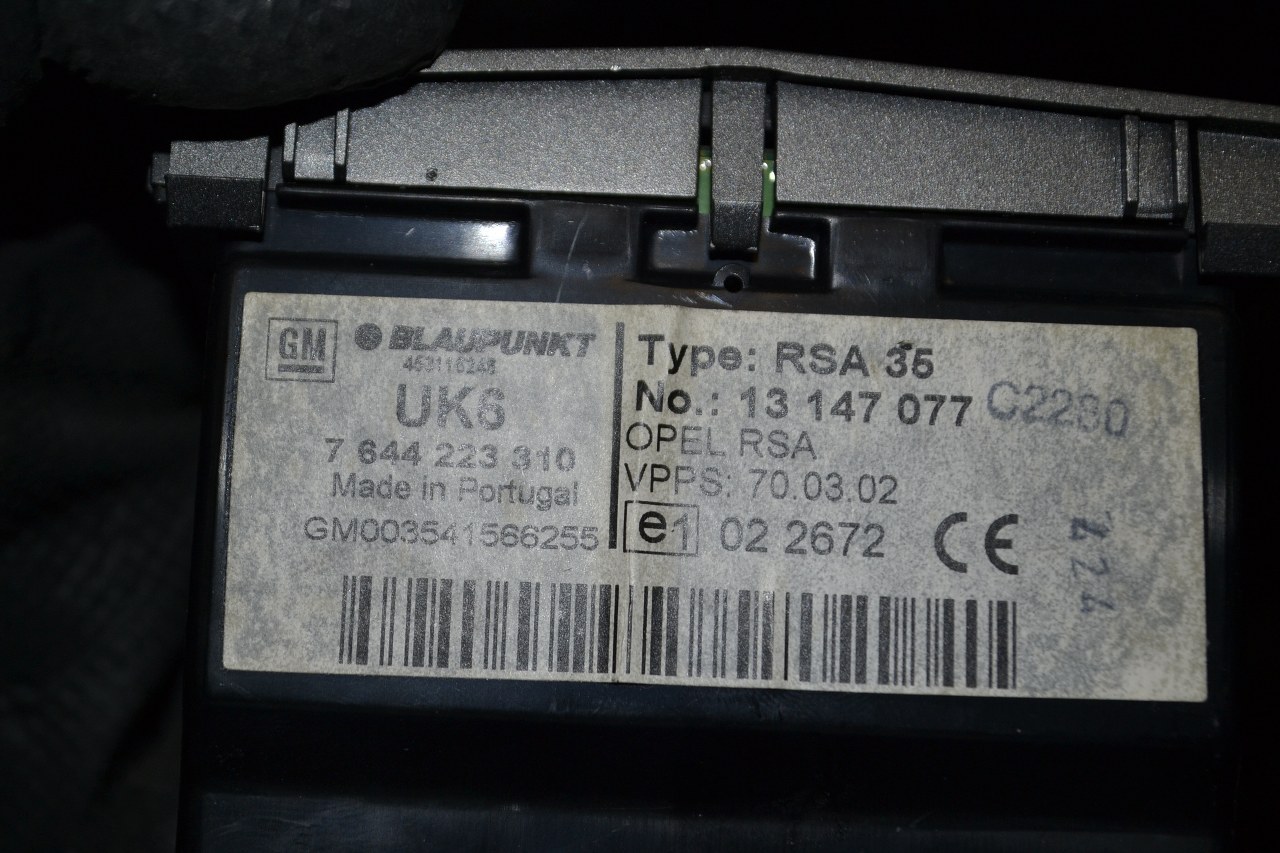 GM
BLAUPUNKT
UK6
7 644 223 310
Made in Portugal
GM003541566255
Type: RSA 35
No.: 13 147 077 C2280
OPEL RSA
VPPS: 70.03.02
e1 02 2672 CE